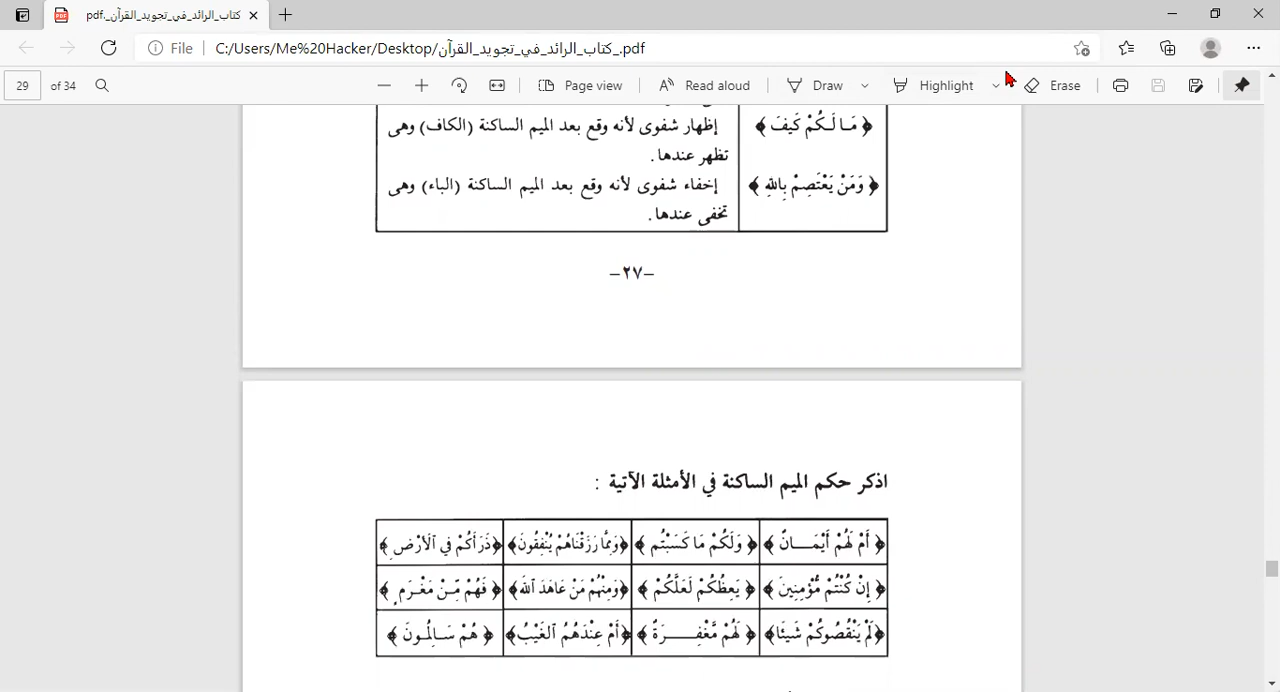 كتاب_الرائد_في_تجويد_القرآن_.pdf
File C:/Users/Me%20Hacker/Desktop/كتاب_الرائد_في_تجويد_القرآن_.pdf
29 of 34 Page view Read aloud Draw Highlight Erase
﴿ مَا لَكُمْ كَيْفَ ﴾ إظهار شفوى لأنه وقع بعد الميم الساكنة (الكاف) وهى
تظهر عندها.
﴿ وَمَنْ يَعْتَصِمْ بِاللهِ ﴾ إخفاء شفوى لأنه وقع بعد الميم الساكنة (الباء) وهى
تخفى عندها.
–٢٧–
اذكر حكم الميم الساكنة في الأمثلة الآتية :
﴿ أَمْ لَهُمْ أَيْمَـــانٌ ﴾ ﴿ وَلَكُمْ مَا كَسَبْتُم ﴾ ﴿وَمِمَّا رَزَقْنَاهُمْ يُنْفِقُونَ﴾ ﴿ذَرَأَكُمْ فِي الْأَرْضِ﴾
﴿ إِنْ كُنْتُمْ مُّؤْمِنِينَ ﴾ ﴿ يَعِظُكُمْ لَعَلَّكُمْ ﴾ ﴿وَمِنْهُمْ مَنْ عَاهَدَ اللهَ ﴾ ﴿ فَهُمْ مِّنْ مَغْرَمٍ ﴾
﴿لَمْ يَنْقُصُوكُمْ شَيْئًا﴾ ﴿ لَهُمْ مَّغْفِـــــرَةٌ ﴾ ﴿أَمْ عِنْدَهُمُ الْغَيْبُ﴾ ﴿ هُمْ سَالِمُونَ ﴾